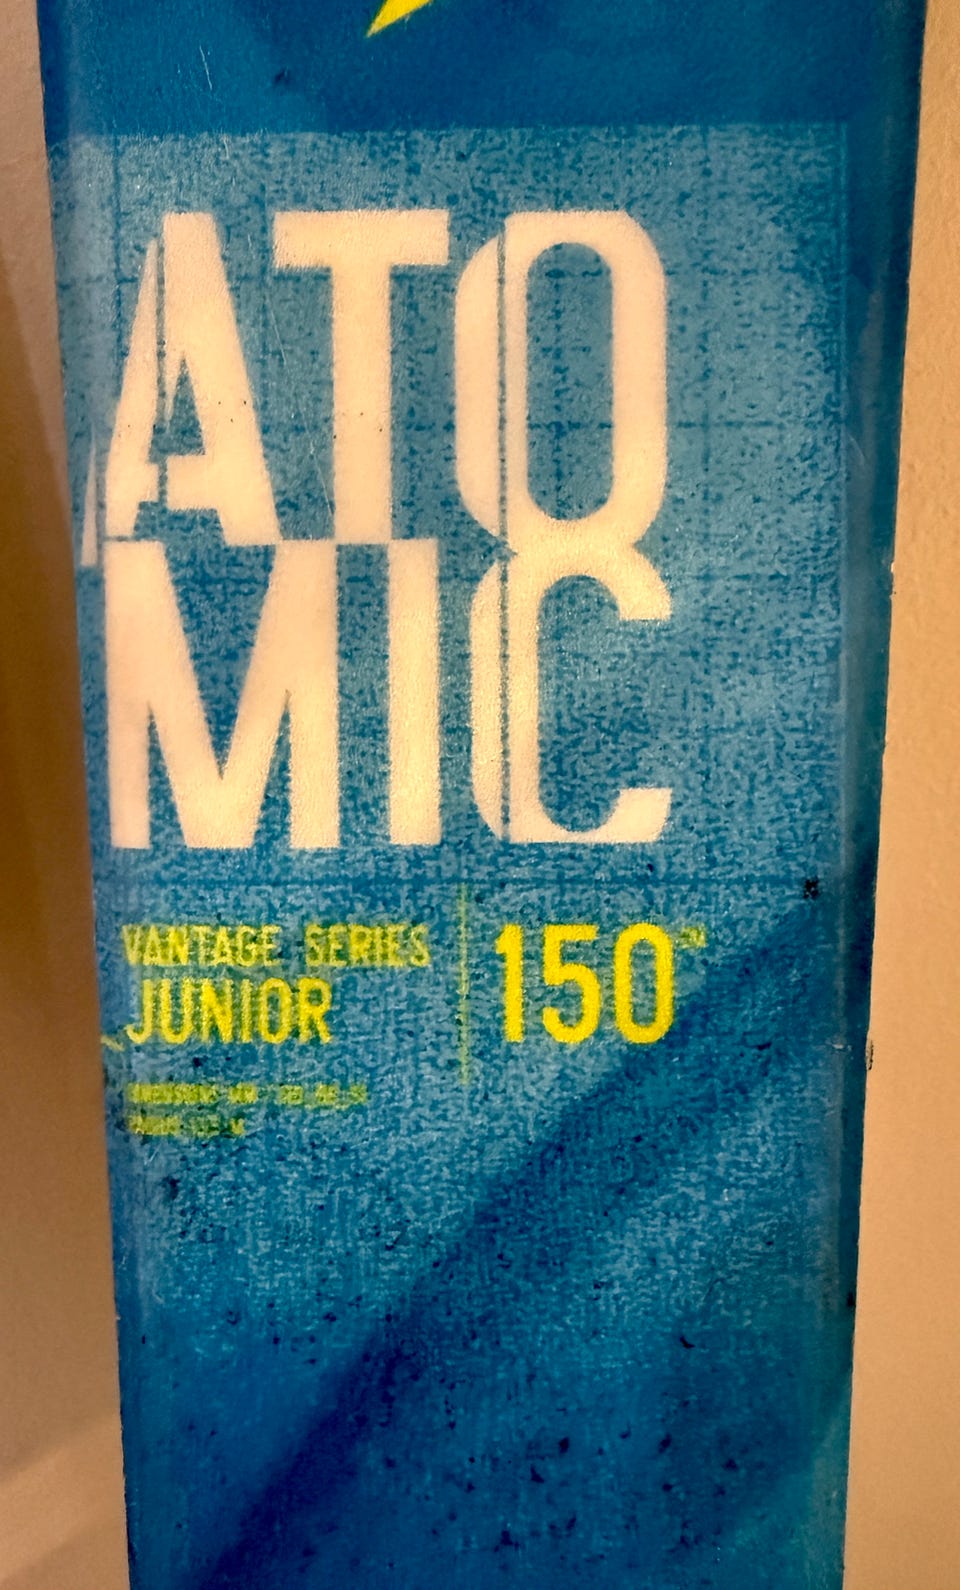 ATO
MIC
VANTAGE SERIES
JUNIOR
150